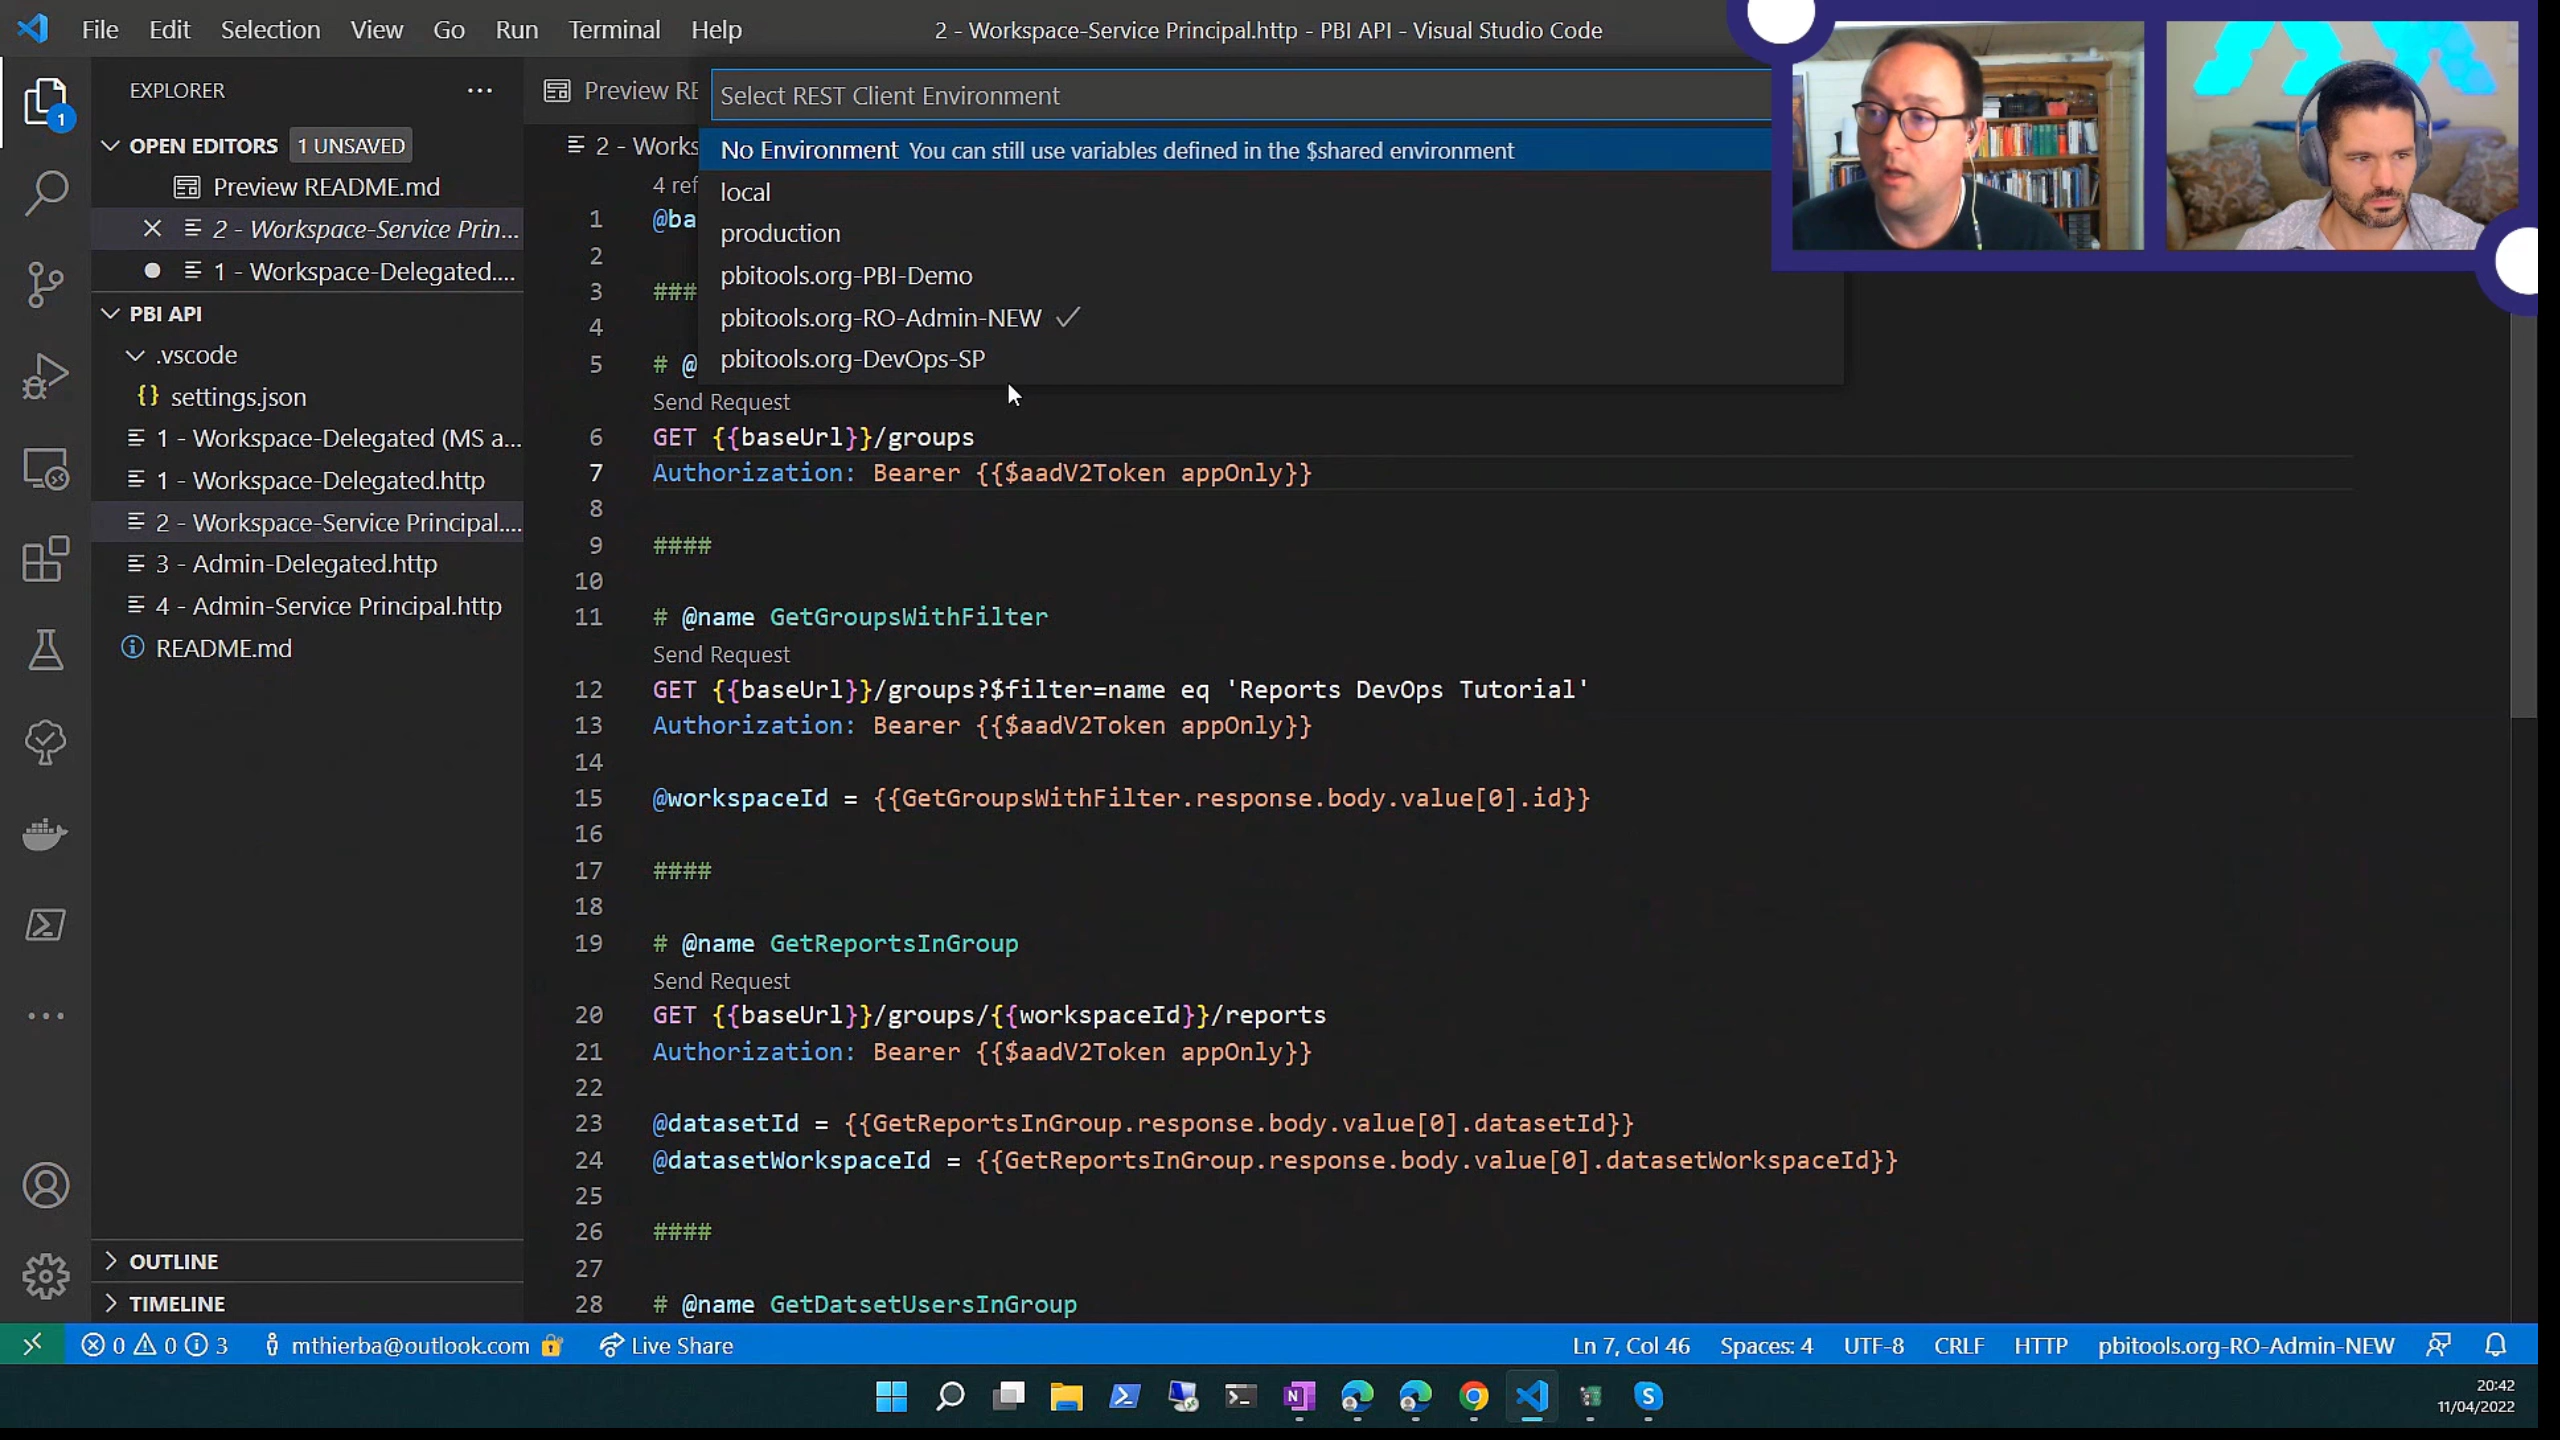 File Edit Selection View Go Run Terminal Help
2 - Workspace-Service Principal.http - PBI API - Visual Studio Code
EXPLORER
OPEN EDITORS 1 UNSAVED
Preview README.md
2 - Workspace-Service Prin...
1 - Workspace-Delegated....
PBI API
.vscode
{} settings.json
1 - Workspace-Delegated (MS a...
1 - Workspace-Delegated.http
2 - Workspace-Service Principal....
3 - Admin-Delegated.http
4 - Admin-Service Principal.http
README.md
OUTLINE
TIMELINE
1
Preview RE
2 - Works
Select REST Client Environment
No Environment You can still use variables defined in the $shared environment
local
production
pbitools.org-PBI-Demo
pbitools.org-RO-Admin-NEW
pbitools.org-DevOps-SP
4 ref
1 @ba
2
3 ###
4
5 # @
Send Request
6 GET {{baseUrl}}/groups
7 Authorization: Bearer {{$aadV2Token appOnly}}
8
9 ####
10
11 # @name GetGroupsWithFilter
Send Request
12 GET {{baseUrl}}/groups?$filter=name eq 'Reports DevOps Tutorial'
13 Authorization: Bearer {{$aadV2Token appOnly}}
14
15 @workspaceId = {{GetGroupsWithFilter.response.body.value[0].id}}
16
17 ####
18
19 # @name GetReportsInGroup
Send Request
20 GET {{baseUrl}}/groups/{{workspaceId}}/reports
21 Authorization: Bearer {{$aadV2Token appOnly}}
22
23 @datasetId = {{GetReportsInGroup.response.body.value[0].datasetId}}
24 @datasetWorkspaceId = {{GetReportsInGroup.response.body.value[0].datasetWorkspaceId}}
25
26 ####
27
28 # @name GetDatsetUsersInGroup
0 0 3 mthierba@outlook.com Live Share Ln 7, Col 46 Spaces: 4 UTF-8 CRLF HTTP pbitools.org-RO-Admin-NEW
20:42
11/04/2022